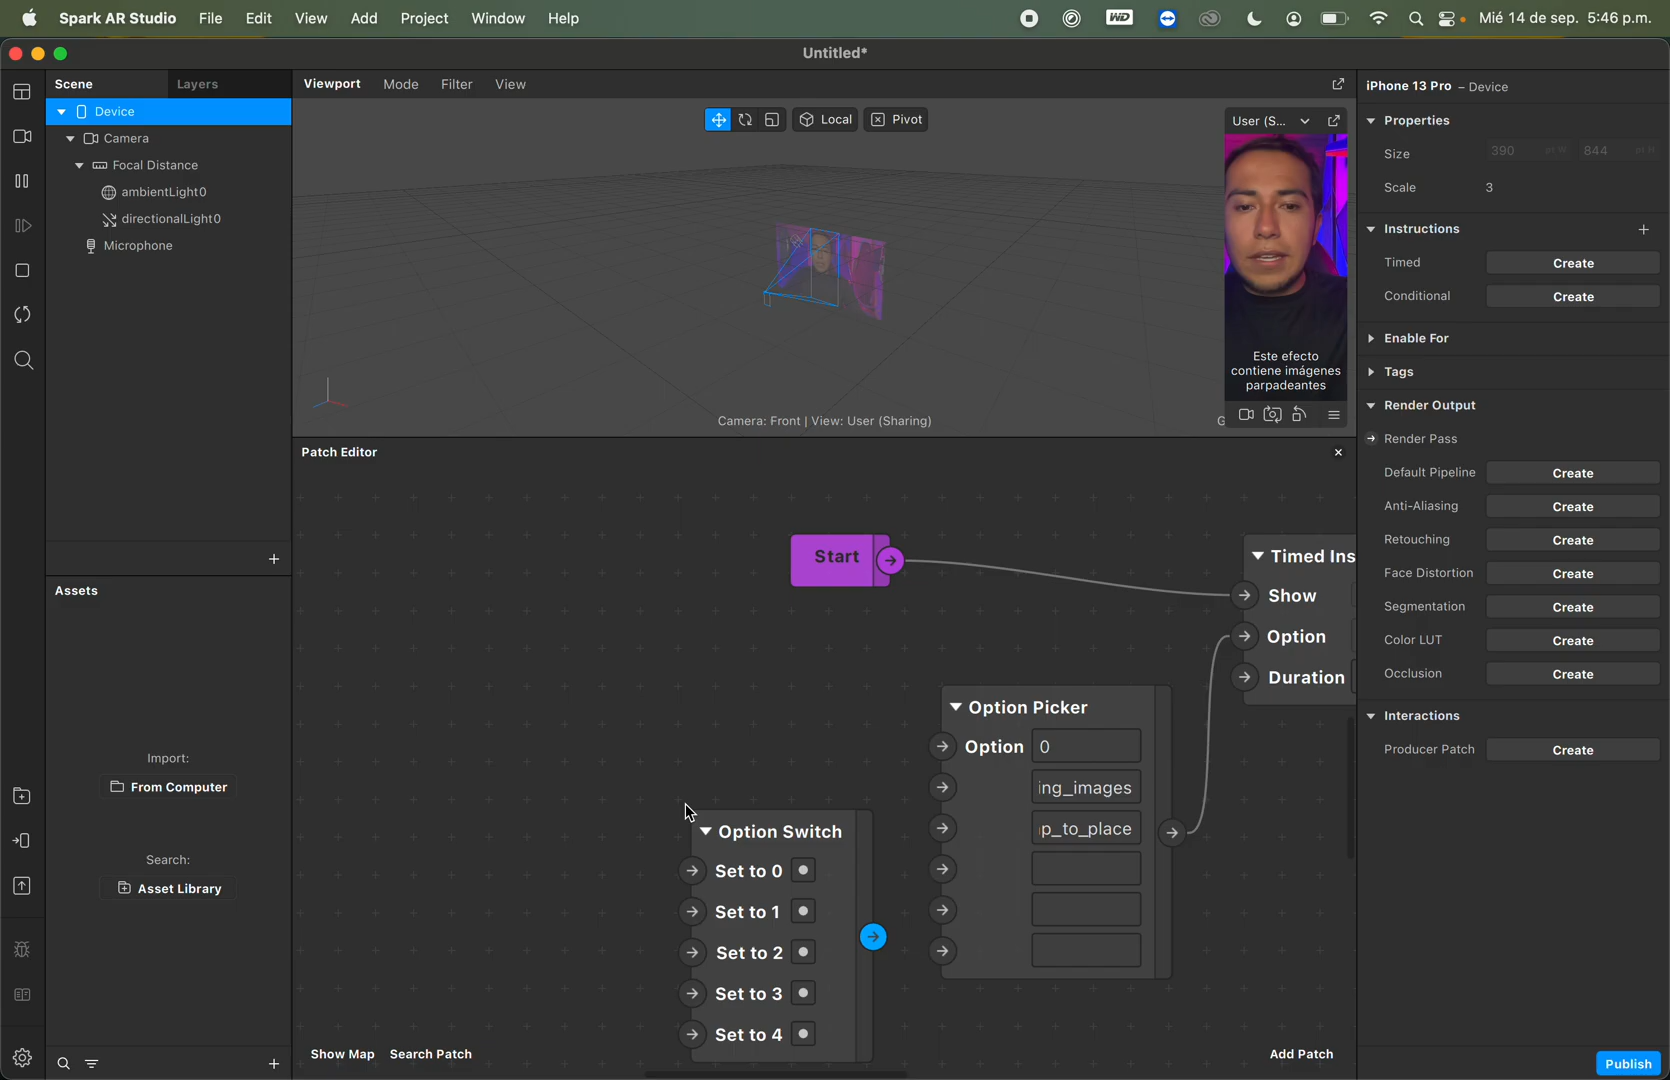 Spark AR Studio File Edit View Add Project Window Help
WD
Mié 14 de sep. 5:46 p.m.
Untitled*
Scene Layers
Device
Camera
Focal Distance
ambientLight0
directionalLight0
Microphone
Assets
Import:
From Computer
Search:
Asset Library
Viewport Mode Filter View
Local Pivot
User (S...
Este efecto
contiene imágenes
parpadeantes
Camera: Front | View: User (Sharing)
Patch Editor
Start
Timed Ins
Show
Option
Duration
Option Picker
Option 0
ing_images
p_to_place
Option Switch
Set to 0
Set to 1
Set to 2
Set to 3
Set to 4
Show Map Search Patch
Add Patch
iPhone 13 Pro – Device
Properties
Size 390 pt W 844 pt H
Scale 3
Instructions
Timed Create
Conditional Create
Enable For
Tags
Render Output
Render Pass
Default Pipeline Create
Anti-Aliasing Create
Retouching Create
Face Distortion Create
Segmentation Create
Color LUT Create
Occlusion Create
Interactions
Producer Patch Create
Publish